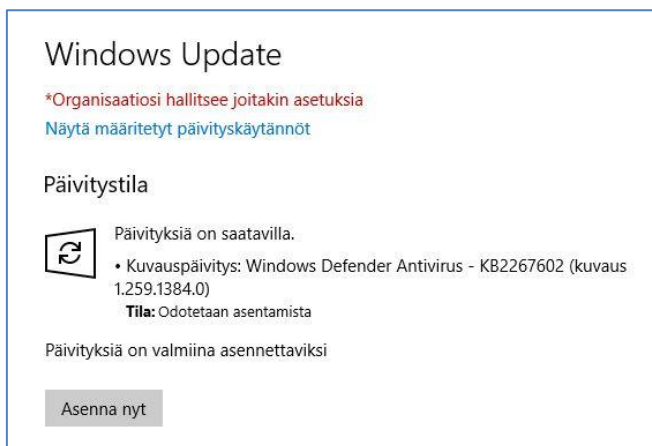 Windows Update
*Organisaatiosi hallitsee joitakin asetuksia
Näytä määritetyt päivityskäytännöt
Päivitystila
Päivityksiä on saatavilla.
• Kuvauspäivitys: Windows Defender Antivirus - KB2267602 (kuvaus
1.259.1384.0)
Tila: Odotetaan asentamista
Päivityksiä on valmiina asennettaviksi
Asenna nyt